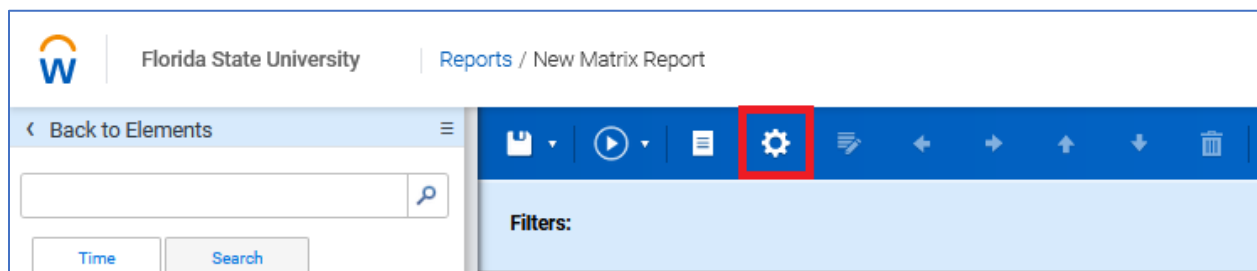 Florida State University
Reports / New Matrix Report
Back to Elements
Filters:
Time
Search